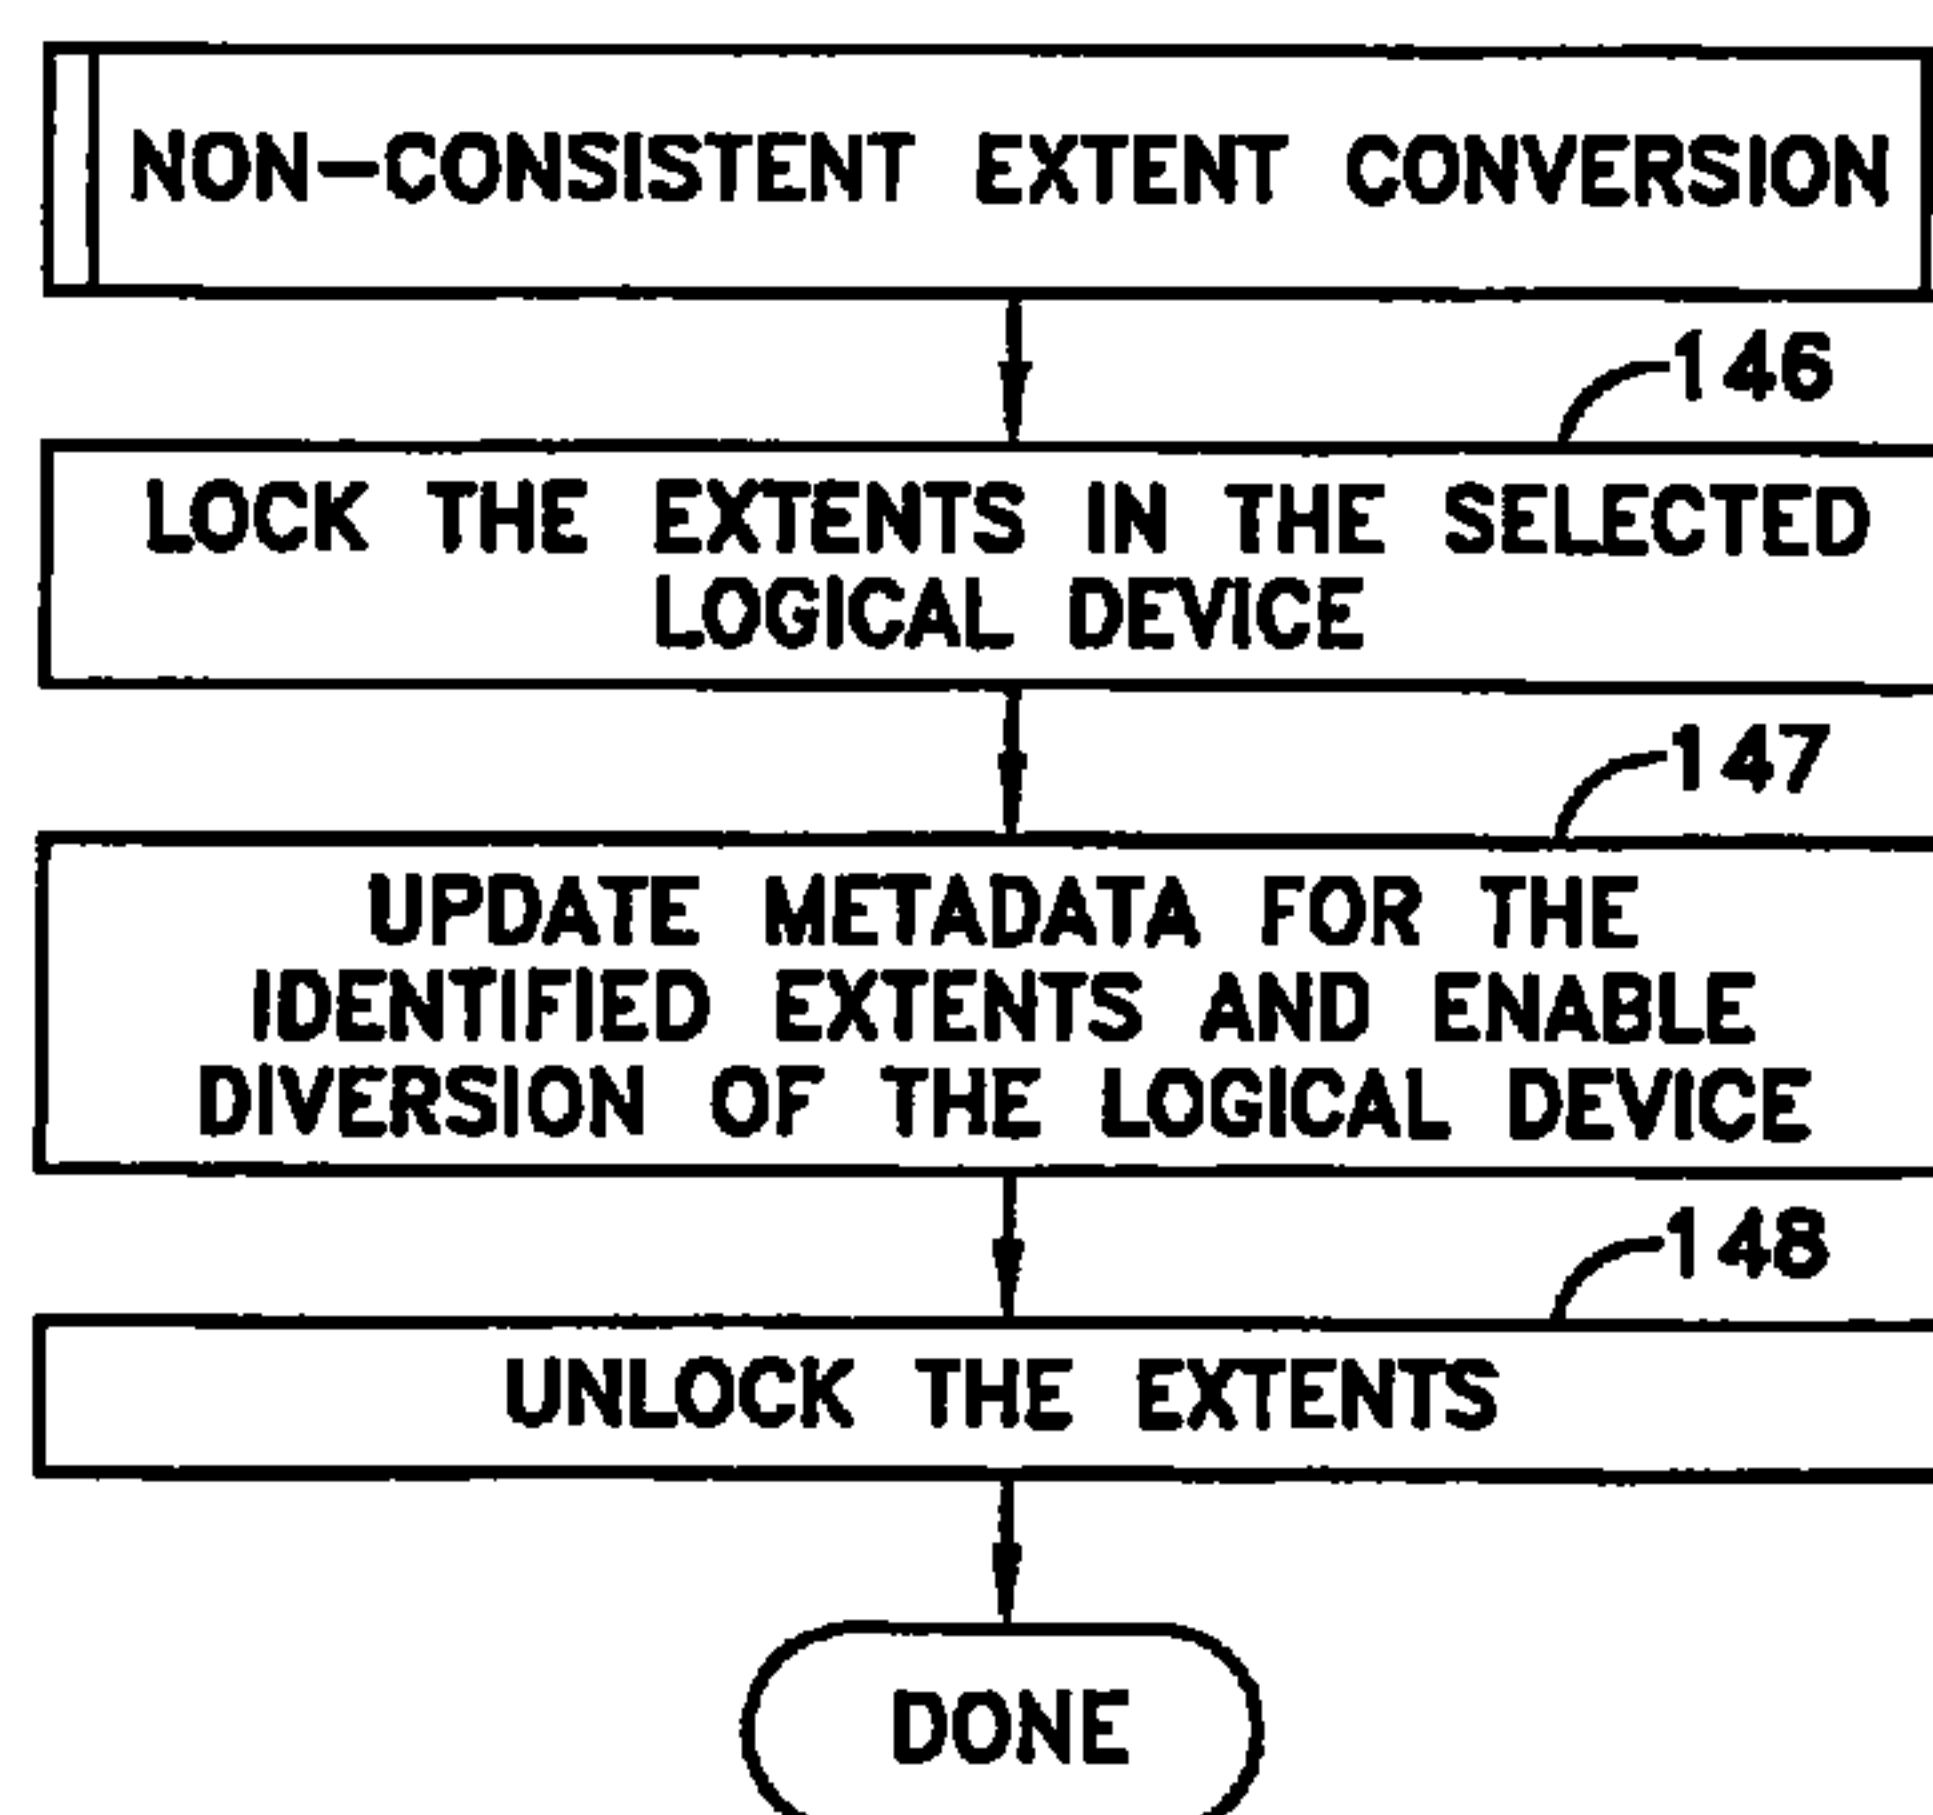 NON-CONSISTENT EXTENT CONVERSION
146
LOCK THE EXTENTS IN THE SELECTED
LOGICAL DEVICE
147
UPDATE METADATA FOR THE
IDENTIFIED EXTENTS AND ENABLE
DIVERSION OF THE LOGICAL DEVICE
148
UNLOCK THE EXTENTS
DONE